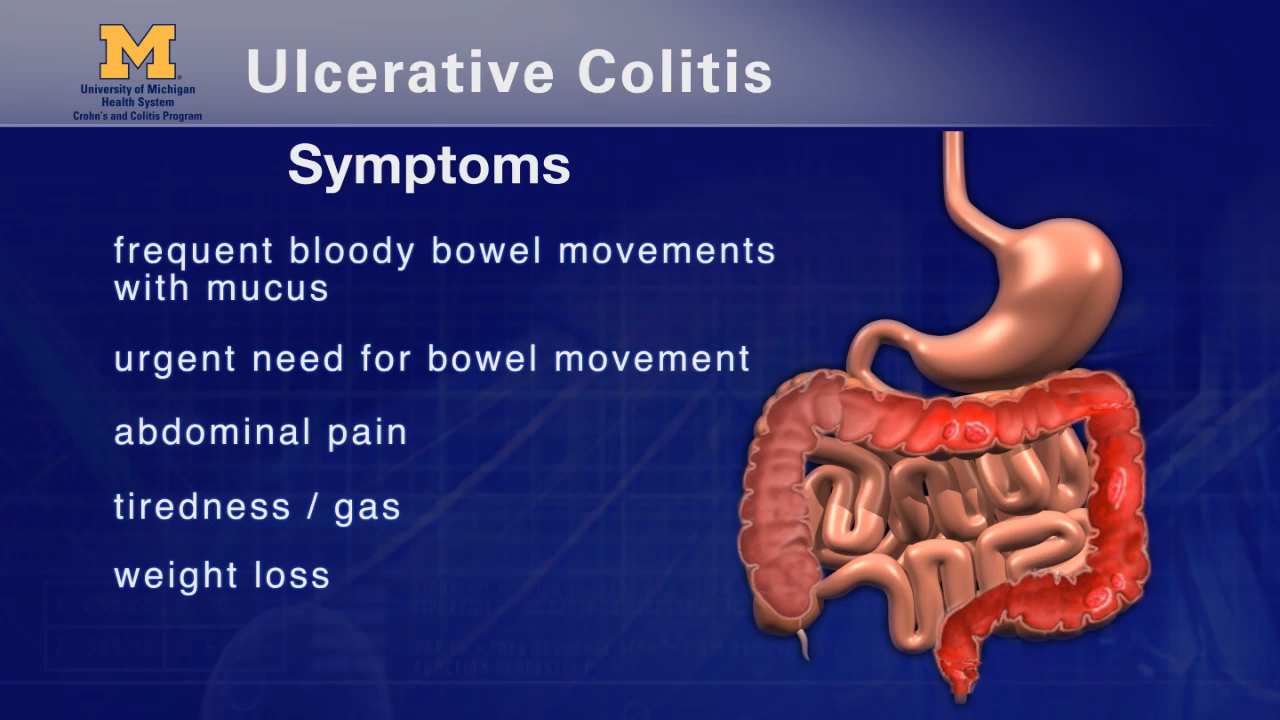 M
University of Michigan
Health System
Crohn's and Colitis Program
Ulcerative Colitis
Symptoms
frequent bloody bowel movements
with mucus
urgent need for bowel movement
abdominal pain
tiredness / gas
weight loss